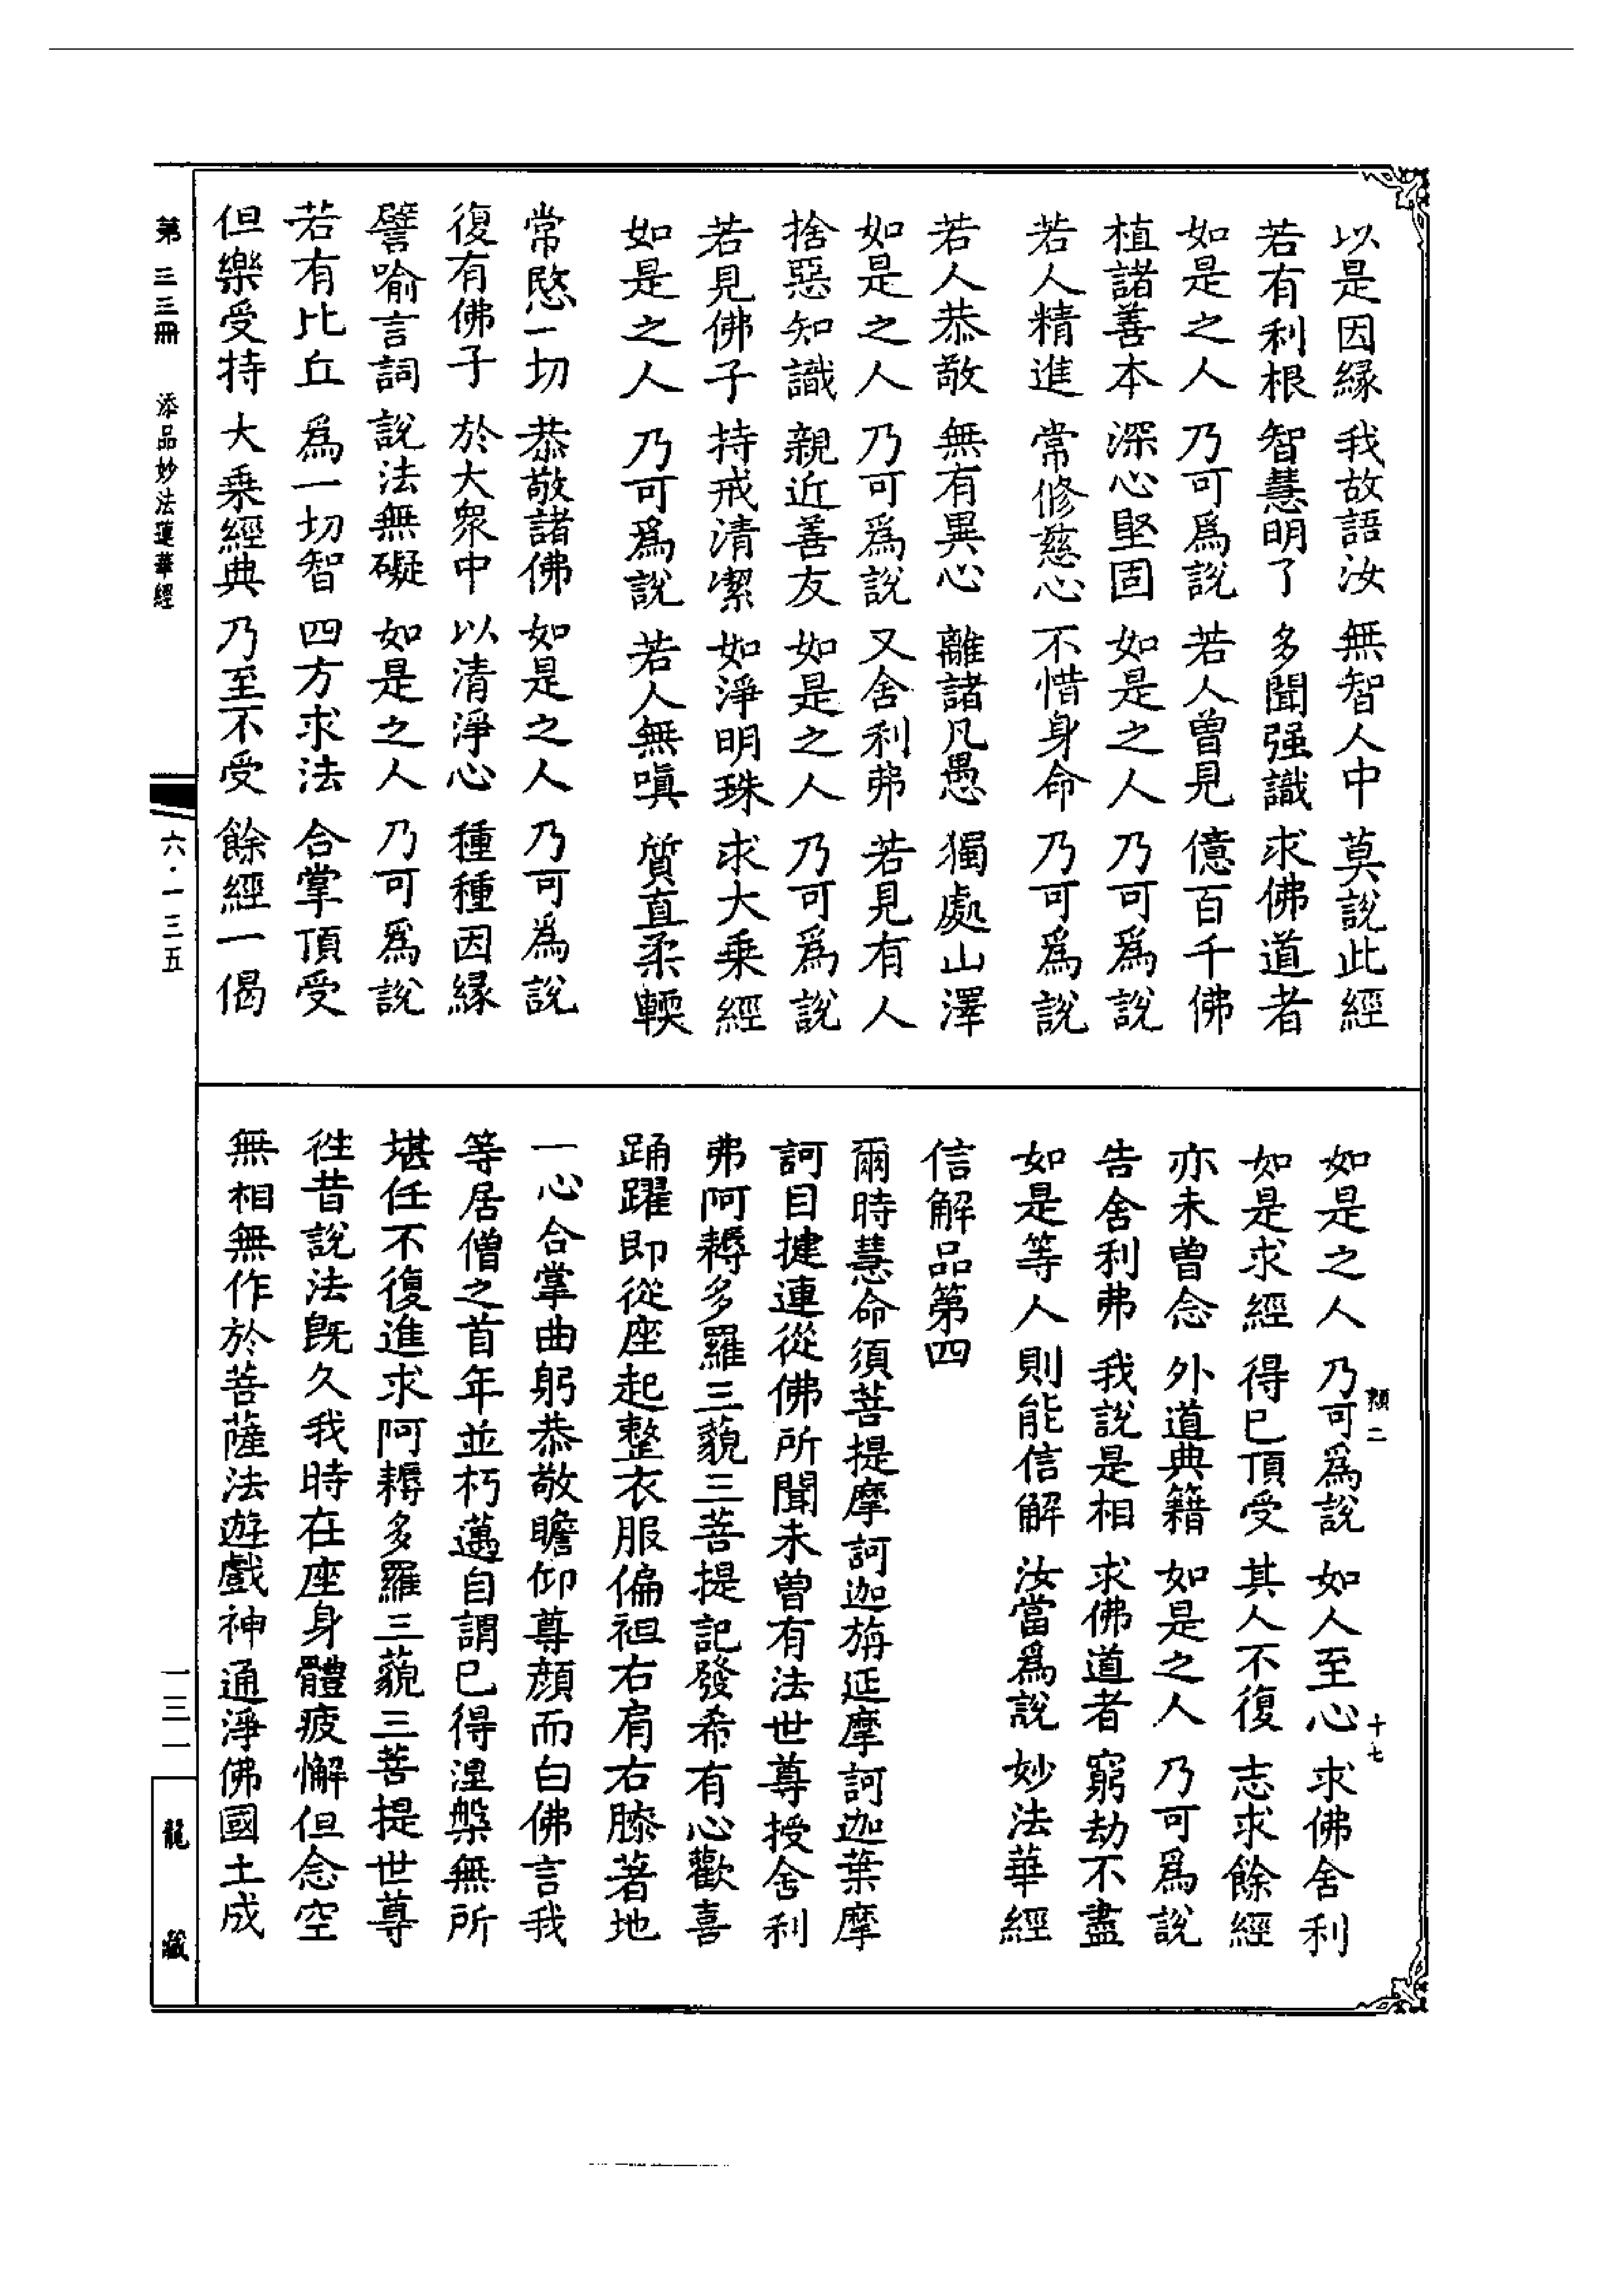 以是因緣　我故語汝　無智人中　莫說此經
若有利根　智慧明了　多聞强識　求佛道者
如是之人　乃可爲說　若人曾見　億百千佛
植諸善本　深心堅固　如是之人　乃可爲說
若人精進　常修慈心　不惜身命　乃可爲說
若人恭敬　無有異心　離諸凡愚　獨處山澤
如是之人　乃可爲說　又舍利弗　若見有人
捨惡知識　親近善友　如是之人　乃可爲說
若見佛子　持戒清潔　如淨明珠　求大乘經
如是之人　乃可爲說　若人無嗔　質直柔輭
常愍一切　恭敬諸佛　如是之人　乃可爲說
復有佛子　於大衆中　以清淨心　種種因緣
譬喻言詞　說法無礙　如是之人　乃可爲說
若有比丘　爲一切智　四方求法　合掌頂受
但樂受持　大乘經典　乃至不受　餘經一偈
如是之人　乃可爲說　如人至心　求佛舍利
如是求經　得已頂受　其人不復　志求餘經
亦未曾念　外道典籍　如是之人　乃可爲說
告舍利弗　我說是相　求佛道者　窮劫不盡
如是等人　則能信解　汝當爲說　妙法華經
信解品第四
爾時慧命須菩提摩訶迦旃延摩訶迦葉摩
訶目揵連從佛所聞未曾有法世尊授舍利
弗阿耨多羅三藐三菩提記發希有心歡喜
踊躍即從座起整衣服偏袒右肩右膝著地
一心合掌曲躬恭敬瞻仰尊顏而白佛言我
等居僧之首年並朽邁自謂已得涅槃無所
堪任不復進求阿耨多羅三藐三菩提世尊
往昔說法旣久我時在座身體疲懈但念空
無相無作於菩薩法遊戲神通淨佛國土成
類二
十七
第三三冊　添品妙法蓮華經
六·一三五
一三一
龍藏